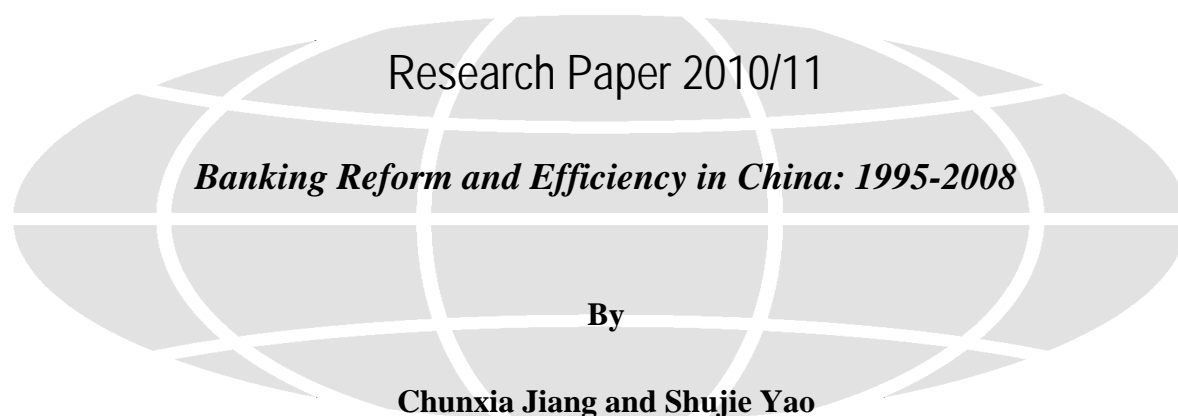 Research Paper 2010/11
Banking Reform and Efficiency in China: 1995-2008
By
Chunxia Jiang and Shujie Yao